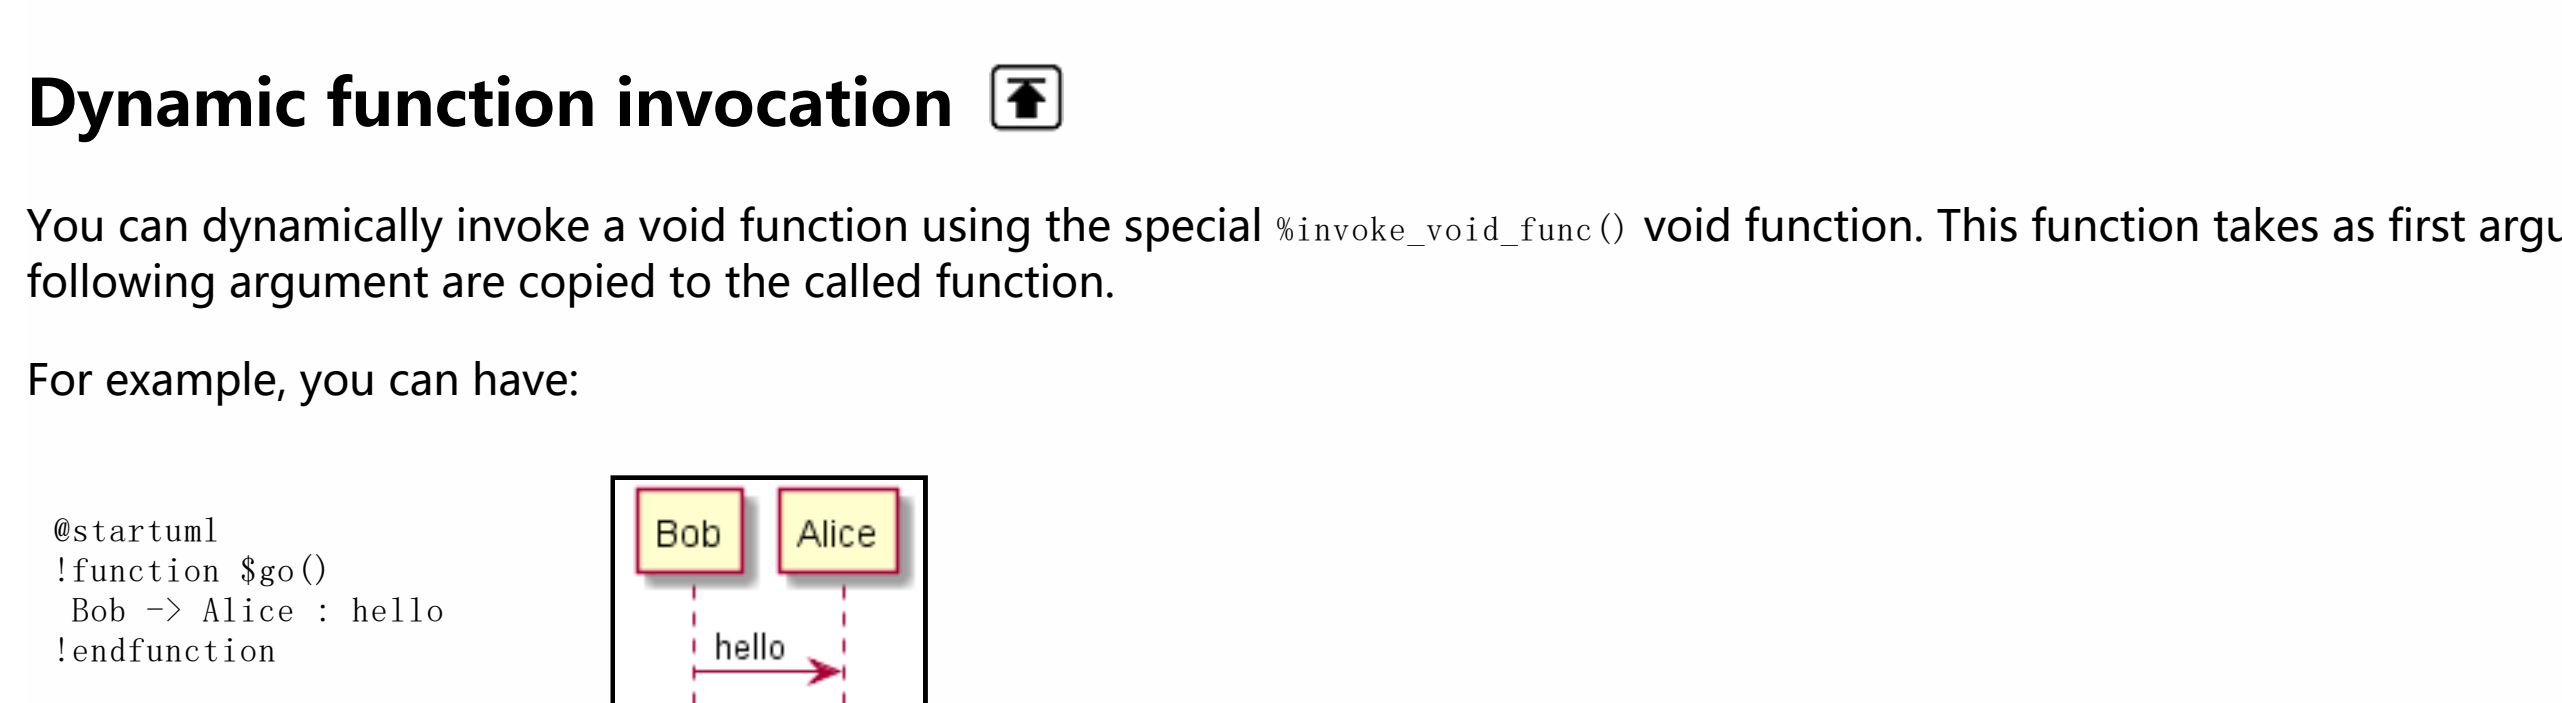 Dynamic function invocation
You can dynamically invoke a void function using the special %invoke_void_func() void function. This function takes as first
following argument are copied to the called function.
For example, you can have:
@startuml
!function $go()
Bob -> Alice : hello
!endfunction
Bob Alice
hello